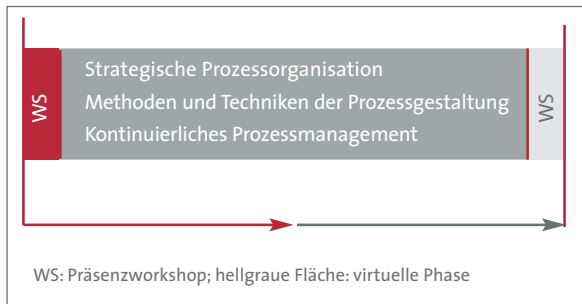 WS
Strategische Prozessorganisation
Methoden und Techniken der Prozessgestaltung
Kontinuierliches Prozessmanagement
WS
WS: Präsenzworkshop; hellgraue Fläche: virtuelle Phase